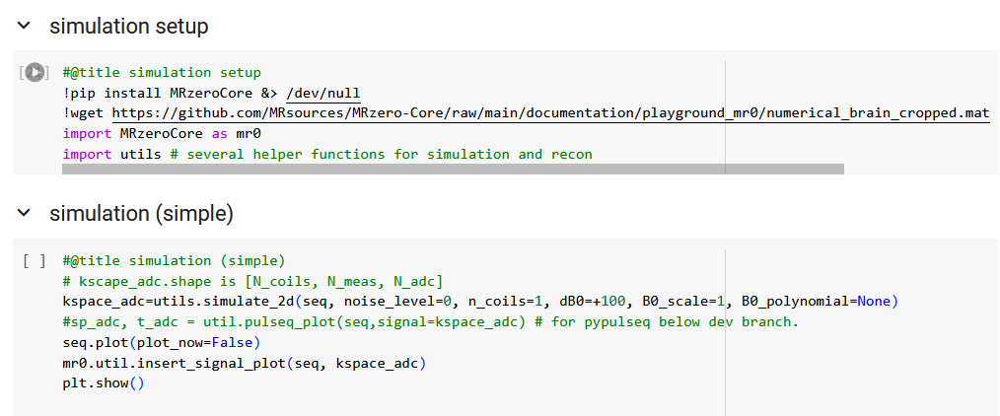 simulation setup
[ ] #@title simulation setup
!pip install MRzeroCore &> /dev/null
!wget https://github.com/MRsources/MRzero-Core/raw/main/documentation/playground_mr0/numerical_brain_cropped.mat
import MRzeroCore as mr0
import utils # several helper functions for simulation and recon
simulation (simple)
[ ] #@title simulation (simple)
# kscape_adc.shape is [N_coils, N_meas, N_adc]
kspace_adc=utils.simulate_2d(seq, noise_level=0, n_coils=1, dB0=+100, B0_scale=1, B0_polynomial=None)
#sp_adc, t_adc = util.pulseq_plot(seq,signal=kspace_adc) # for pypulseq below dev branch.
seq.plot(plot_now=False)
mr0.util.insert_signal_plot(seq, kspace_adc)
plt.show()